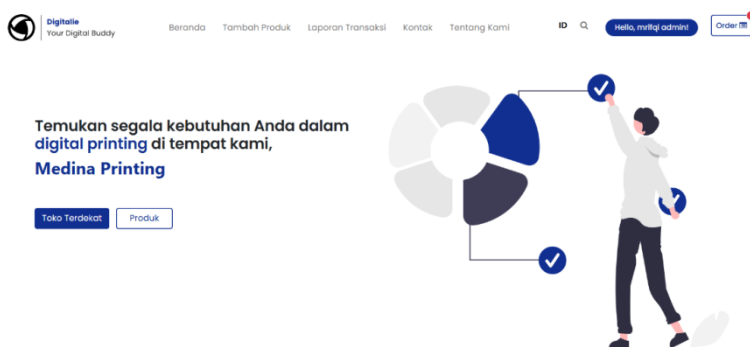 Digitalie
Your Digital Buddy
Beranda
Tambah Produk
Laporan Transaksi
Kontak
Tentang Kami
ID
Hello, mrifqi admin!
Order
Temukan segala kebutuhan Anda dalam
digital printing di tempat kami,
Medina Printing
Toko Terdekat
Produk